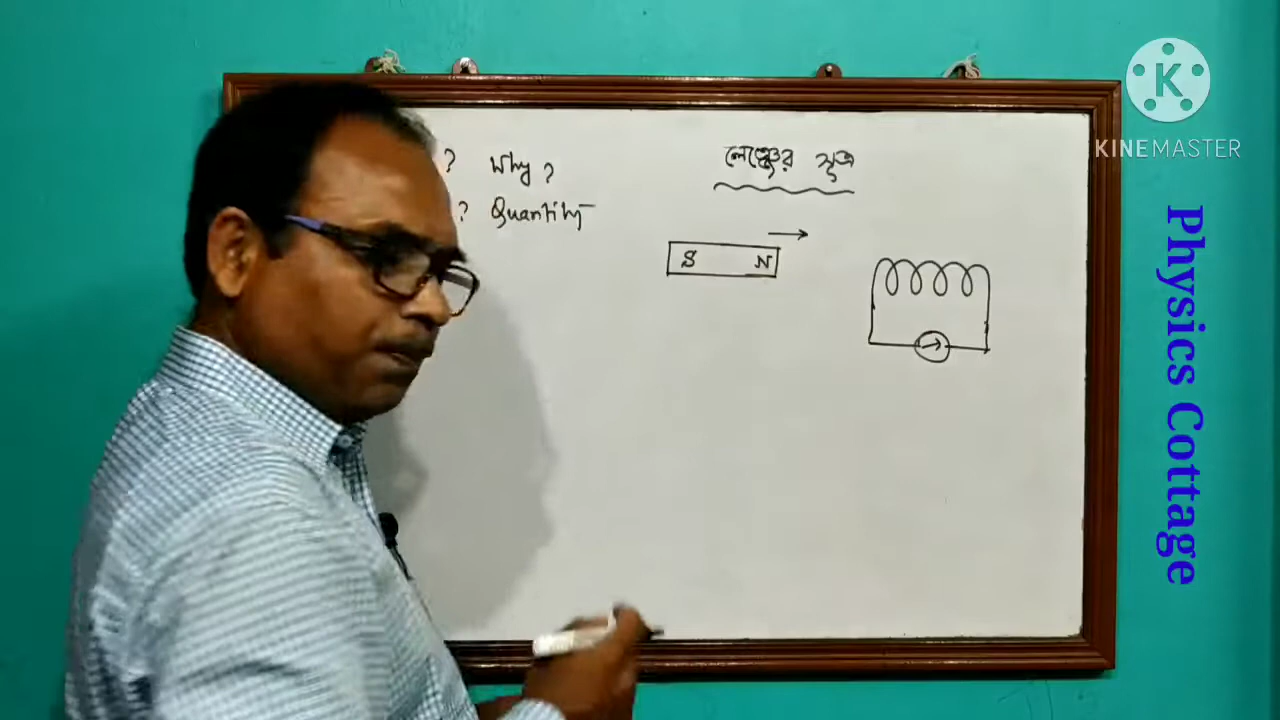 ? Why?
? Quantity
লেঞ্জের সূত্র
S N
K
KINEMASTER
Physics Cottage